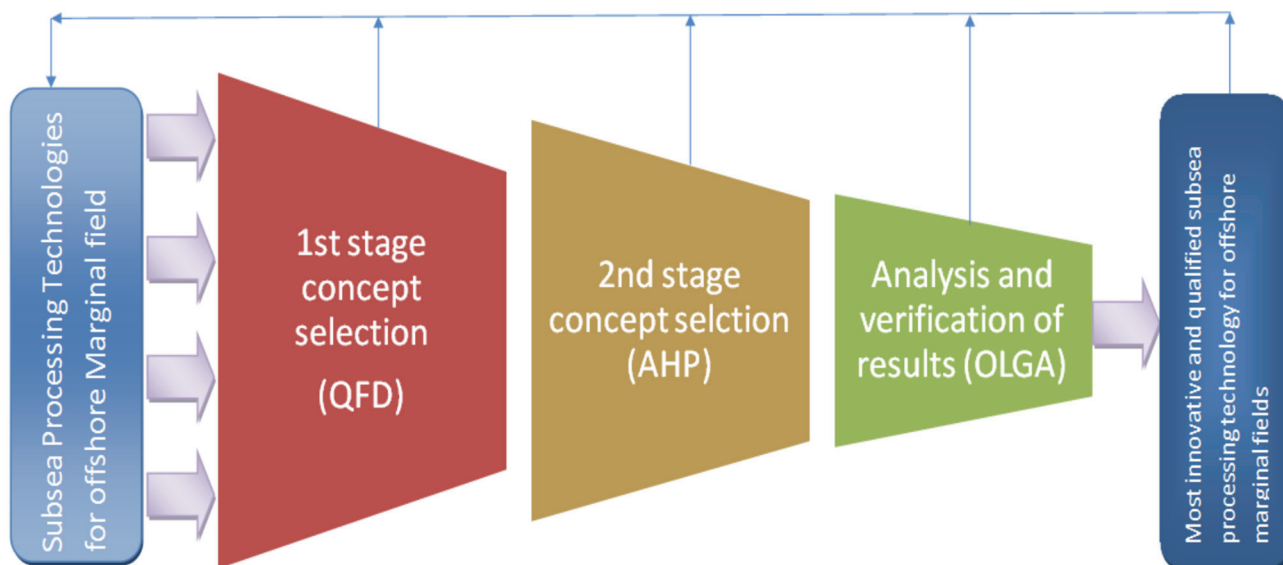 Subsea Processing Technologies
for offshore Marginal field
1st stage
concept
selection
(QFD)
2nd stage
concept selction
(AHP)
Analysis and
verification of
results (OLGA)
Most innovative and qualified subsea
processing technology for offshore
marginal fields